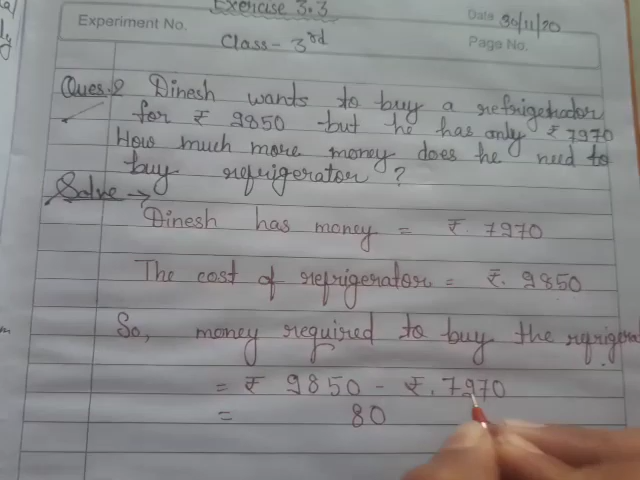 Exercise 3.3
Experiment No.
Date 30/11/20
Class - 3rd
Page No.
Ques. 2 Dinesh wants to buy a refrigerator
for ₹ 9850 but he has only ₹ 7970
How much more money does he need to
buy refrigerator ?
Solve →
Dinesh has money = ₹. 7970
The cost of refrigerator = ₹. 9850
So, money required to buy the refrigerat
= ₹ 9850 - ₹. 7970
= 80